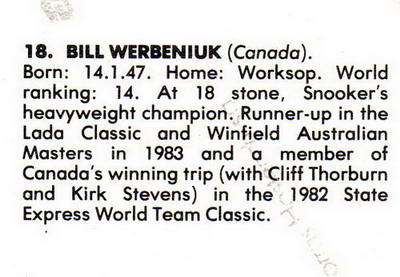 18. BILL WERBENIUK (Canada).
Born: 14.1.47. Home: Worksop. World
ranking: 14. At 18 stone, Snooker's
heavyweight champion. Runner-up in the
Lada Classic and Winfield Australian
Masters in 1983 and a member of
Canada's winning trip (with Cliff Thorburn
and Kirk Stevens) in the 1982 State
Express World Team Classic.